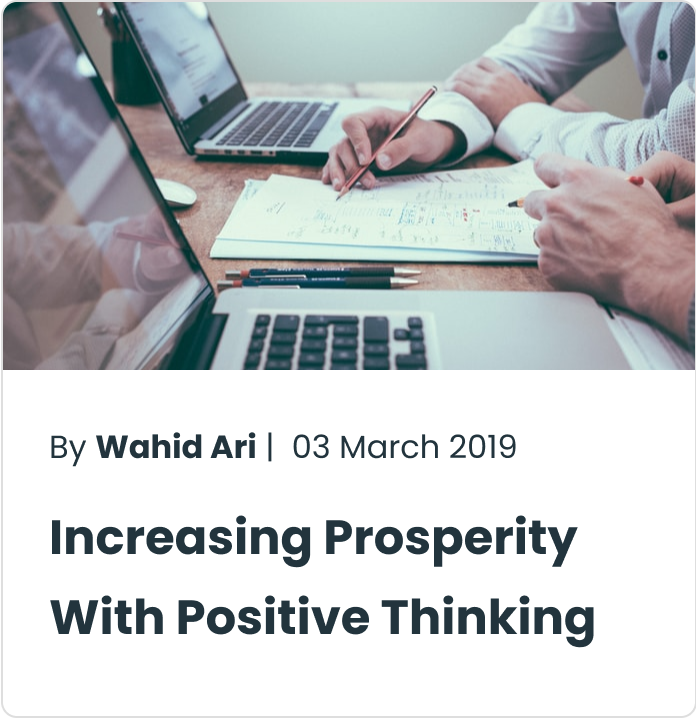 By Wahid Ari | 03 March 2019
Increasing Prosperity
With Positive Thinking